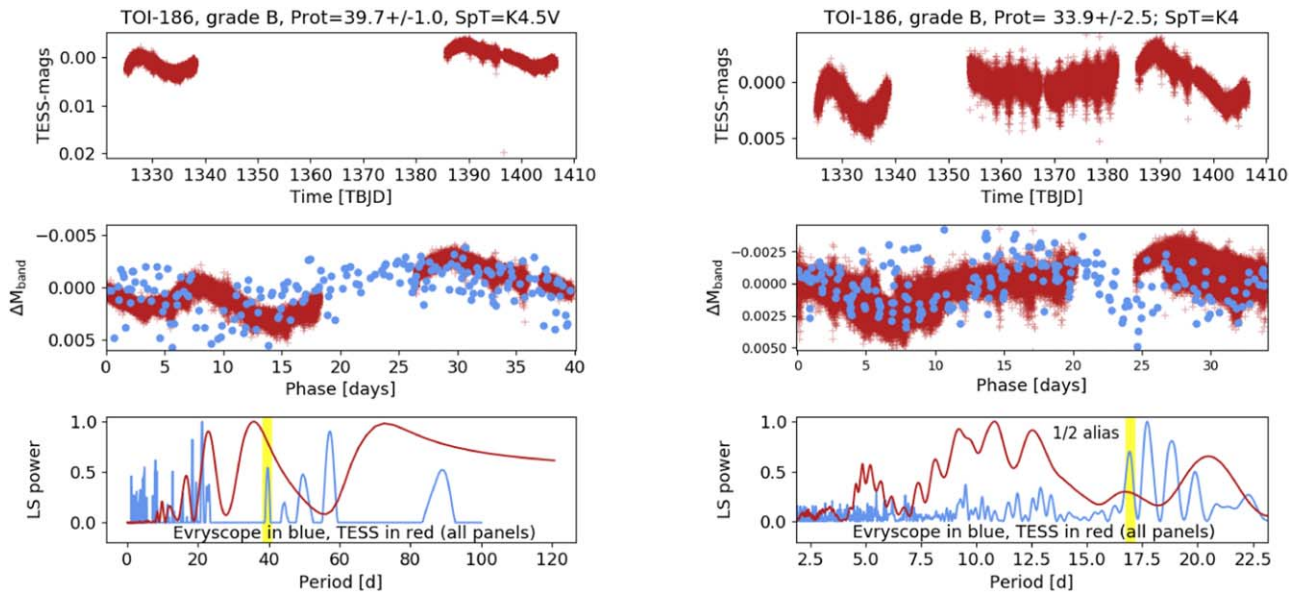 TOI-186, grade B, Prot=39.7+/-1.0, SpT=K4.5V
TESS-mags
0.00
0.01
0.02
1330 1340 1350 1360 1370 1380 1390 1400 1410
Time [TBJD]
ΔM_band
−0.005
0.000
0.005
0 5 10 15 20 25 30 35 40
Phase [days]
LS power
1.0
0.5
0.0
Evryscope in blue, TESS in red (all panels)
0 20 40 60 80 100 120
Period [d]
TOI-186, grade B, Prot= 33.9+/-2.5; SpT=K4
TESS-mags
0.000
0.005
1330 1340 1350 1360 1370 1380 1390 1400 1410
Time [TBJD]
ΔM_band
−0.0025
0.000
0.0025
0.0050
0 5 10 15 20 25 30
Phase [days]
LS power
1.0
0.5
0.0
1/2 alias
Evryscope in blue, TESS in red (all panels)
2.5 5.0 7.5 10.0 12.5 15.0 17.5 20.0 22.5
Period [d]